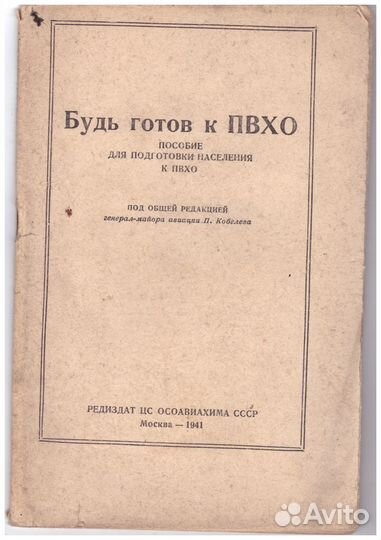 Будь готов к ПВХО
ПОСОБИЕ
ДЛЯ ПОДГОТОВКИ НАСЕЛЕНИЯ
К ПВХО
ПОД ОБЩЕЙ РЕДАКЦИЕЙ
генерал-майора авиации П. Кобелева
РЕДИЗДАТ ЦС ОСОАВИАХИМА СССР
Москва — 1941
Avito